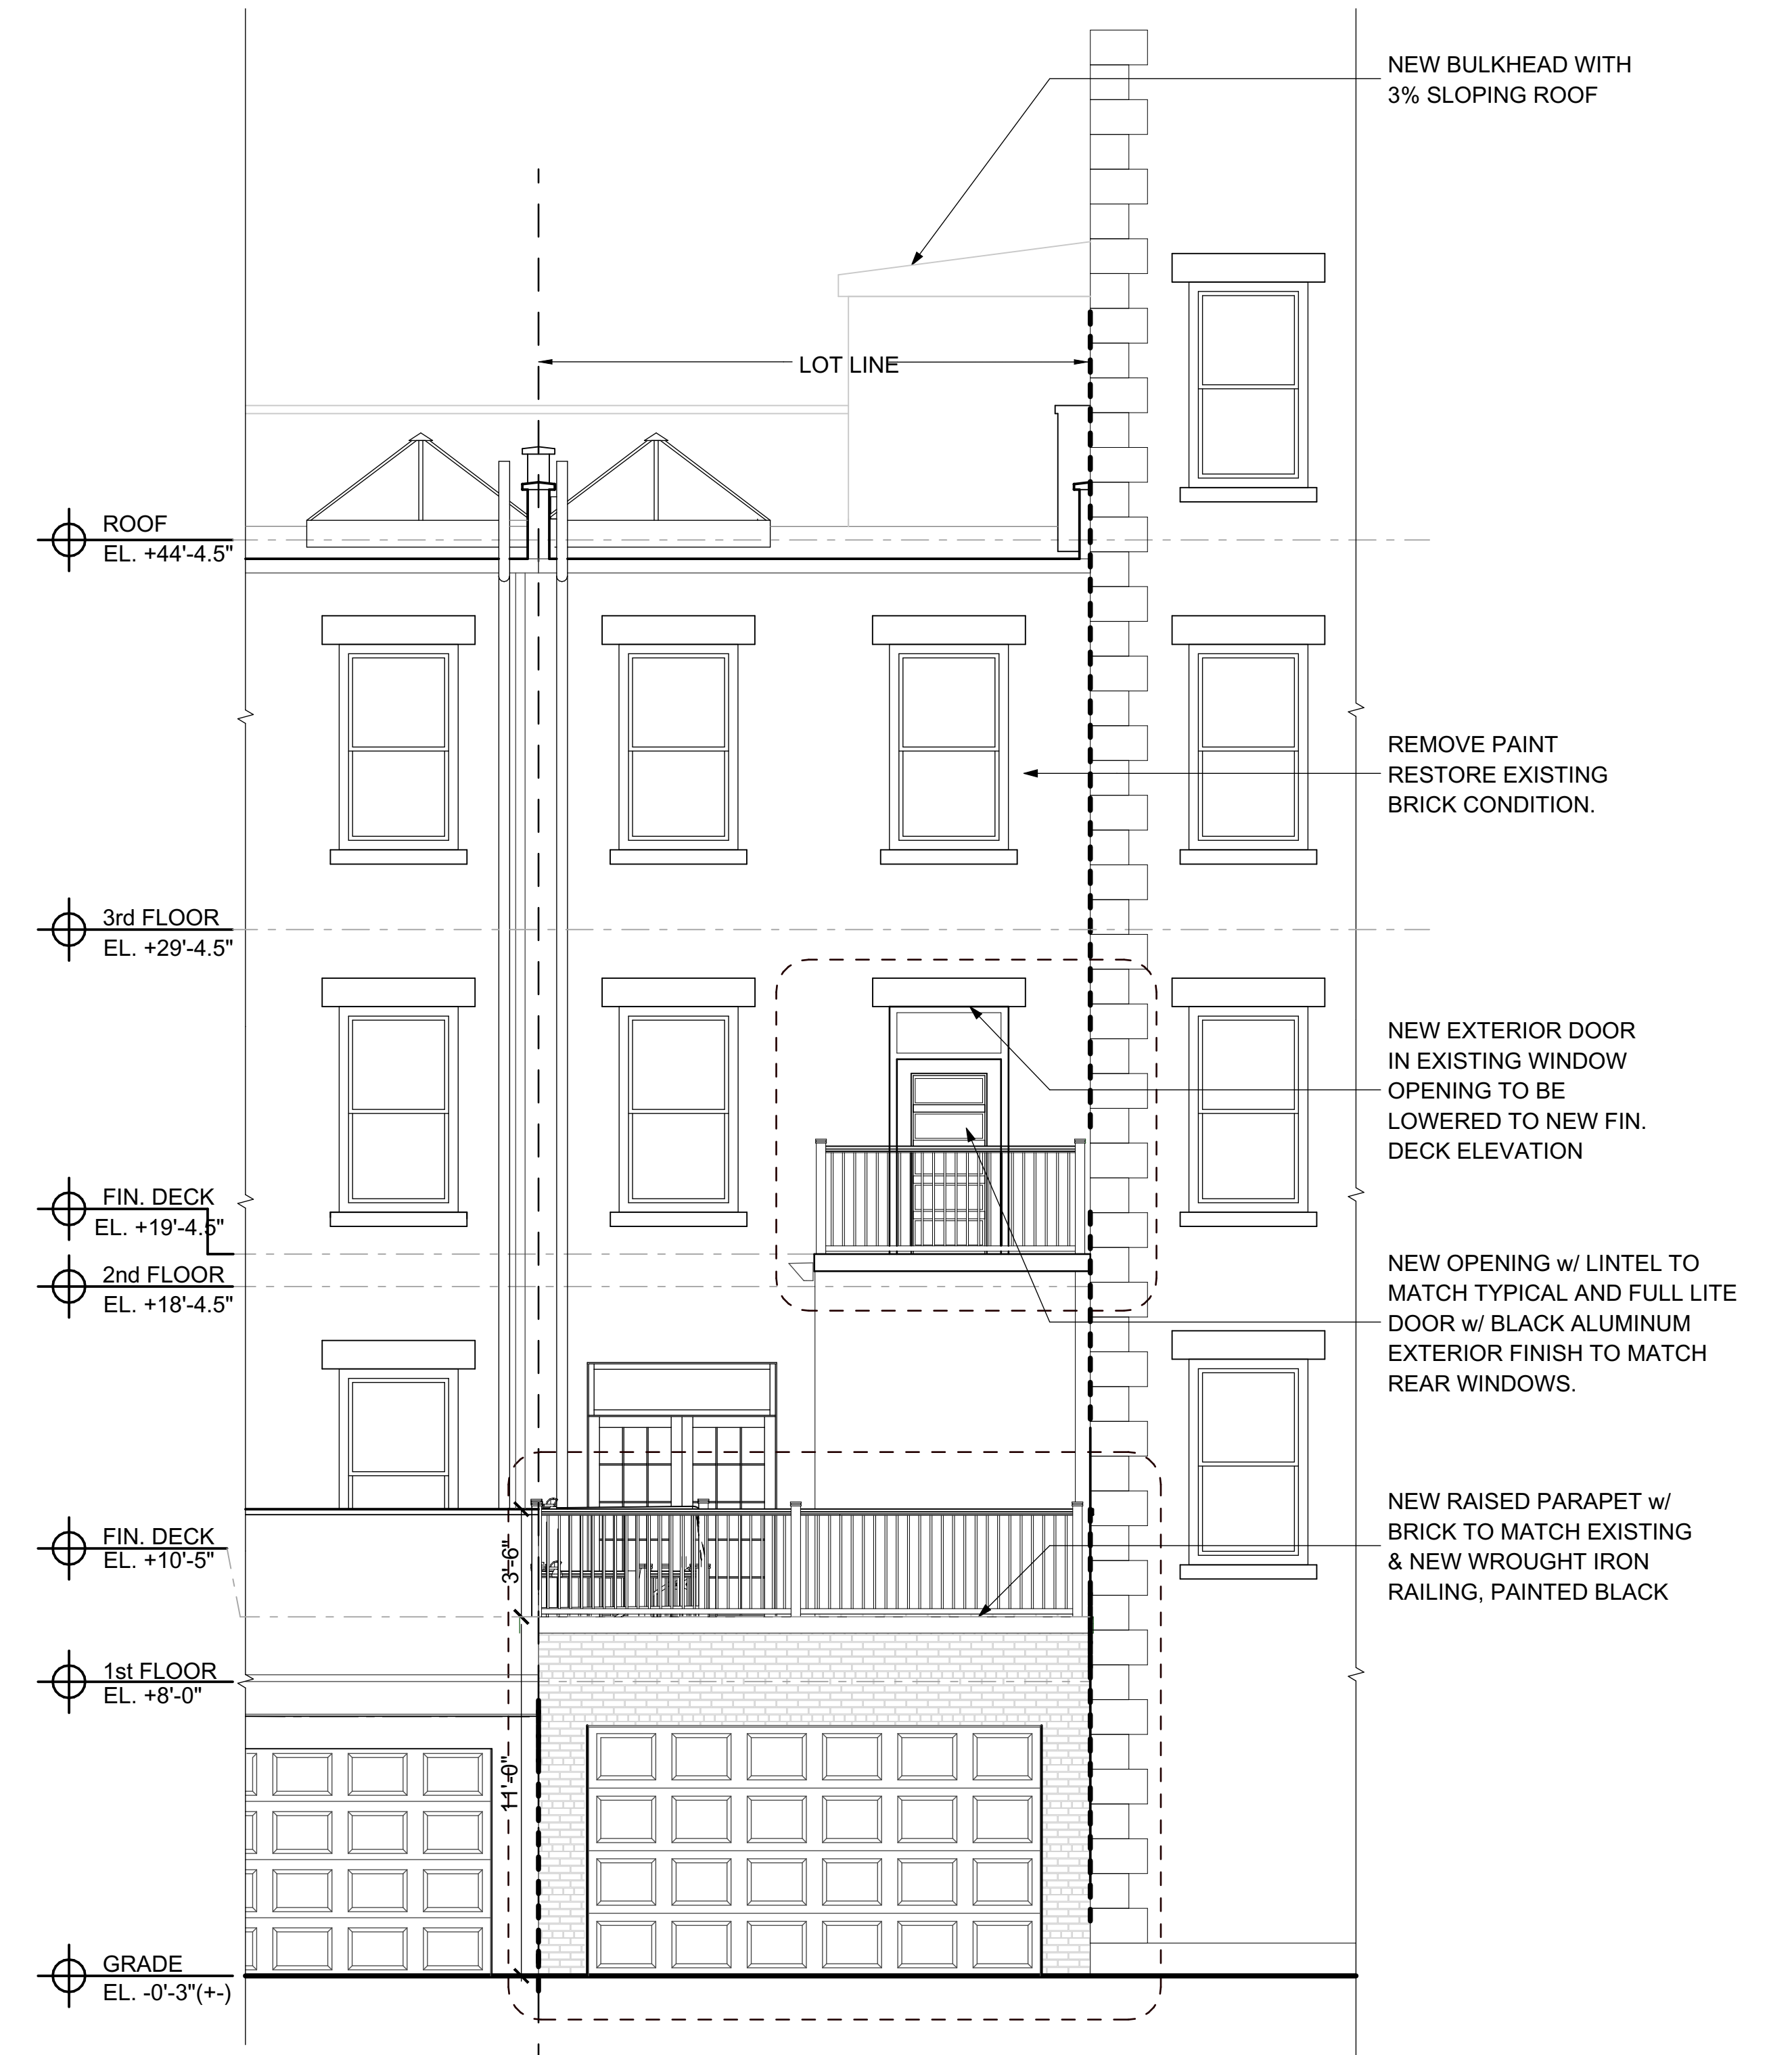 NEW BULKHEAD WITH
3% SLOPING ROOF
LOT LINE
ROOF
EL. +44'-4.5"
REMOVE PAINT
RESTORE EXISTING
BRICK CONDITION.
3rd FLOOR
EL. +29'-4.5"
NEW EXTERIOR DOOR
IN EXISTING WINDOW
OPENING TO BE
LOWERED TO NEW FIN.
DECK ELEVATION
FIN. DECK
EL. +19'-4.5"
2nd FLOOR
EL. +18'-4.5"
NEW OPENING w/ LINTEL TO
MATCH TYPICAL AND FULL LITE
DOOR w/ BLACK ALUMINUM
EXTERIOR FINISH TO MATCH
REAR WINDOWS.
NEW RAISED PARAPET w/
BRICK TO MATCH EXISTING
& NEW WROUGHT IRON
RAILING, PAINTED BLACK
FIN. DECK
EL. +10'-5"
3'-6"
1st FLOOR
EL. +8'-0"
11'-0"
GRADE
EL. -0'-3"(+-)